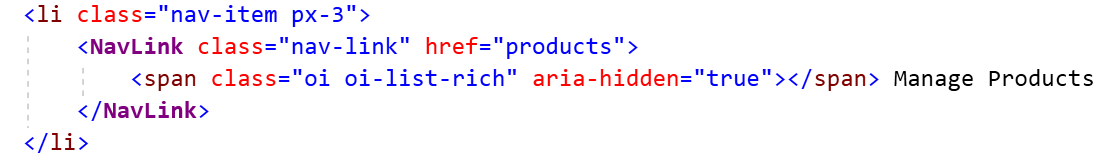 <li class="nav-item px-3">
    <NavLink class="nav-link" href="products">
        <span class="oi oi-list-rich" aria-hidden="true"></span> Manage Products
    </NavLink>
</li>